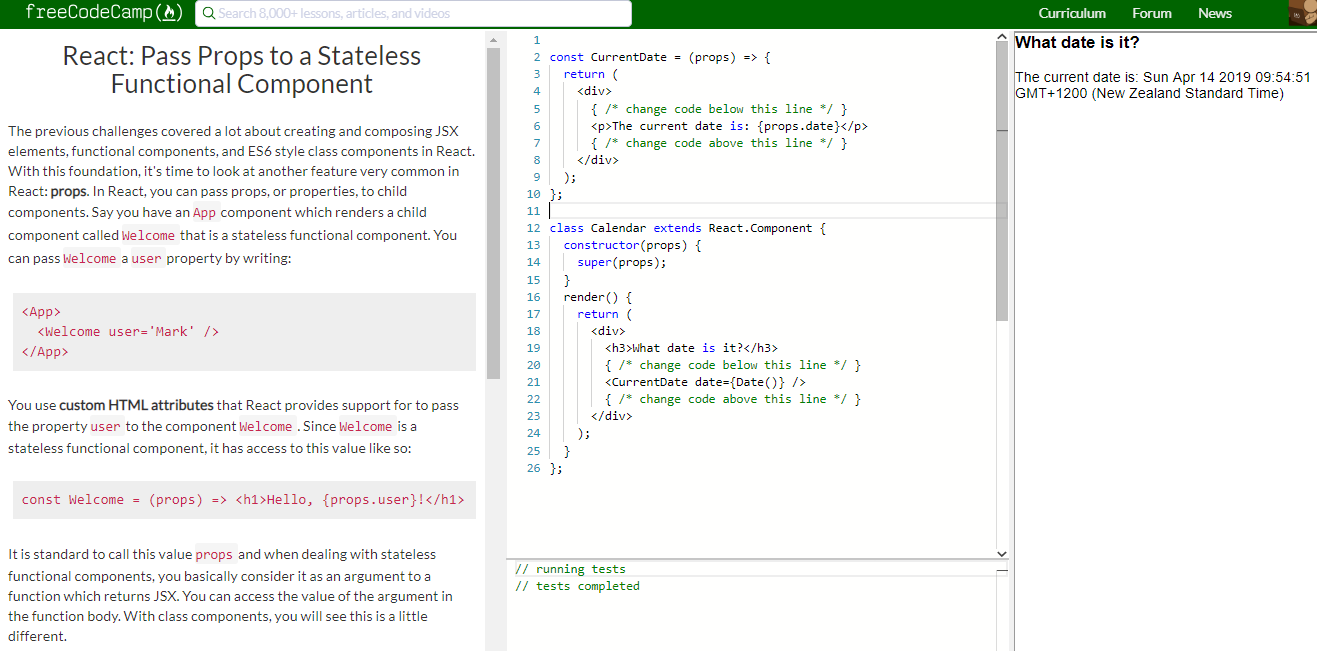 freeCodeCamp
Search 8,000+ lessons, articles, and videos
Curriculum Forum News
React: Pass Props to a Stateless
Functional Component
The previous challenges covered a lot about creating and composing JSX
elements, functional components, and ES6 style class components in React.
With this foundation, it's time to look at another feature very common in
React: props. In React, you can pass props, or properties, to child
components. Say you have an App component which renders a child
component called Welcome that is a stateless functional component. You
can pass Welcome a user property by writing:
<App>
  <Welcome user='Mark' />
</App>
You use custom HTML attributes that React provides support for to pass
the property user to the component Welcome . Since Welcome is a
stateless functional component, it has access to this value like so:
const Welcome = (props) => <h1>Hello, {props.user}!</h1>
It is standard to call this value props and when dealing with stateless
functional components, you basically consider it as an argument to a
function which returns JSX. You can access the value of the argument in
the function body. With class components, you will see this is a little
different.
1
2 const CurrentDate = (props) => {
3   return (
4     <div>
5       { /* change code below this line */ }
6       <p>The current date is: {props.date}</p>
7       { /* change code above this line */ }
8     </div>
9   );
10 };
11
12 class Calendar extends React.Component {
13   constructor(props) {
14     super(props);
15   }
16   render() {
17     return (
18       <div>
19         <h3>What date is it?</h3>
20         { /* change code below this line */ }
21         <CurrentDate date={Date()} />
22         { /* change code above this line */ }
23       </div>
24     );
25   }
26 };
// running tests
// tests completed
What date is it?
The current date is: Sun Apr 14 2019 09:54:51
GMT+1200 (New Zealand Standard Time)